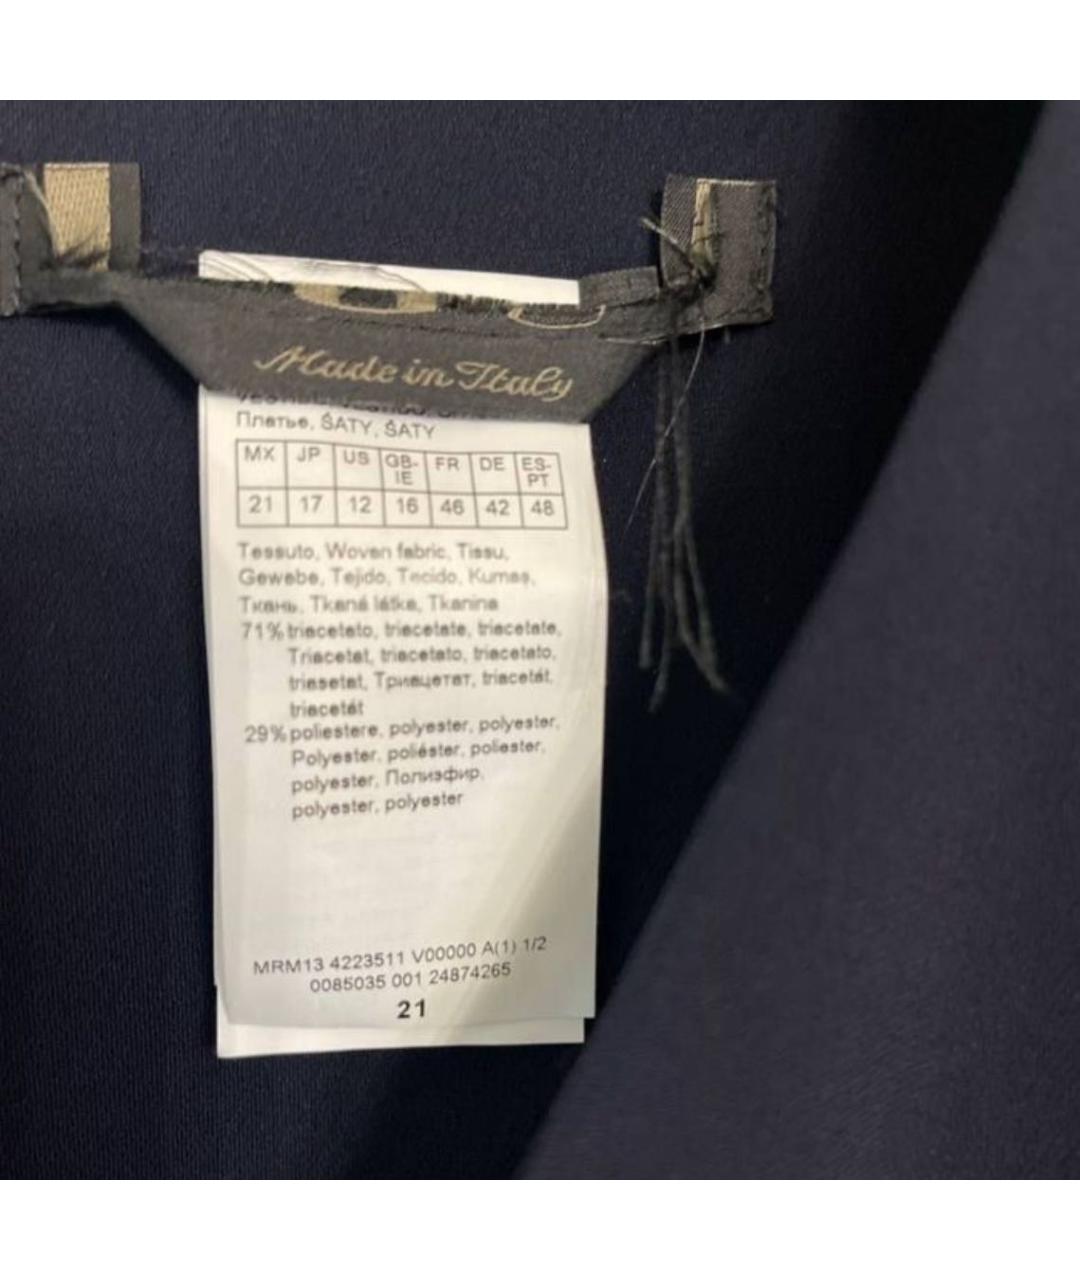 Made in Italy
Платье, ŠATY, ŠATY
MX JP US GB-IE FR DE ES-PT
21 17 12 16 46 42 48
Tessuto, Woven fabric, Tissu,
Gewebe, Tejido, Tecido, Kumaş,
Ткань, Tkaná látka, Tkanina
71% triacetato, triacetate, triacetate,
Triacetat, triacetato, triacetato,
triasetat, Триацетат, triacetát,
triacetát
29% poliestere, polyester, polyester,
Polyester, poliéster, poliester,
polyester, Полиэфир,
polyester, polyester
MRM13 4223511 V00000 A(1) 1/2
0085035 001 24874265
21